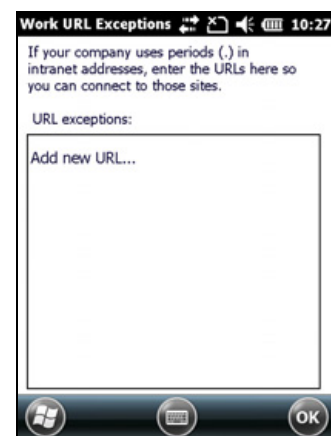 Work URL Exceptions 10:27
If your company uses periods (.) in
intranet addresses, enter the URLs here so
you can connect to those sites.
URL exceptions:
Add new URL...
OK